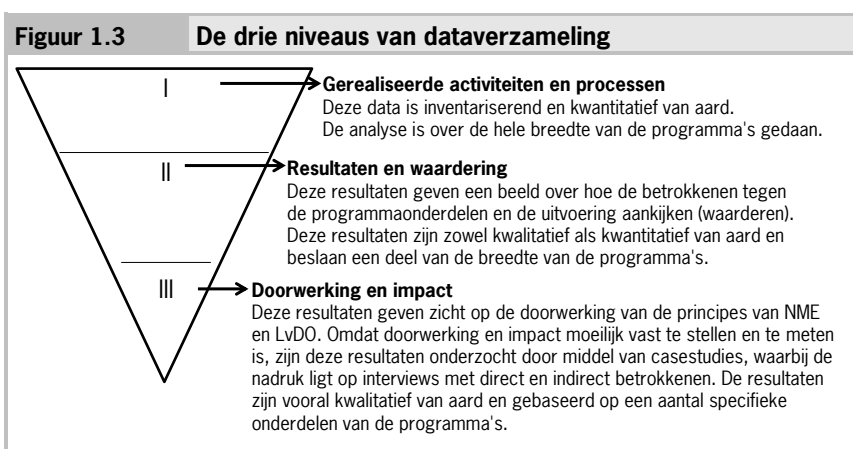 Figuur 1.3 De drie niveaus van dataverzameling
I
Gerealiseerde activiteiten en processen
Deze data is inventariserend en kwantitatief van aard.
De analyse is over de hele breedte van de programma's gedaan.
II
Resultaten en waardering
Deze resultaten geven een beeld over hoe de betrokkenen tegen
de programmaonderdelen en de uitvoering aankijken (waarderen).
Deze resultaten zijn zowel kwalitatief als kwantitatief van aard en
beslaan een deel van de breedte van de programma's.
III
Doorwerking en impact
Deze resultaten geven zicht op de doorwerking van de principes van NME
en LvDO. Omdat doorwerking en impact moeilijk vast te stellen en te meten
is, zijn deze resultaten onderzocht door middel van casestudies, waarbij de
nadruk ligt op interviews met direct en indirect betrokkenen. De resultaten
zijn vooral kwalitatief van aard en gebaseerd op een aantal specifieke
onderdelen van de programma's.